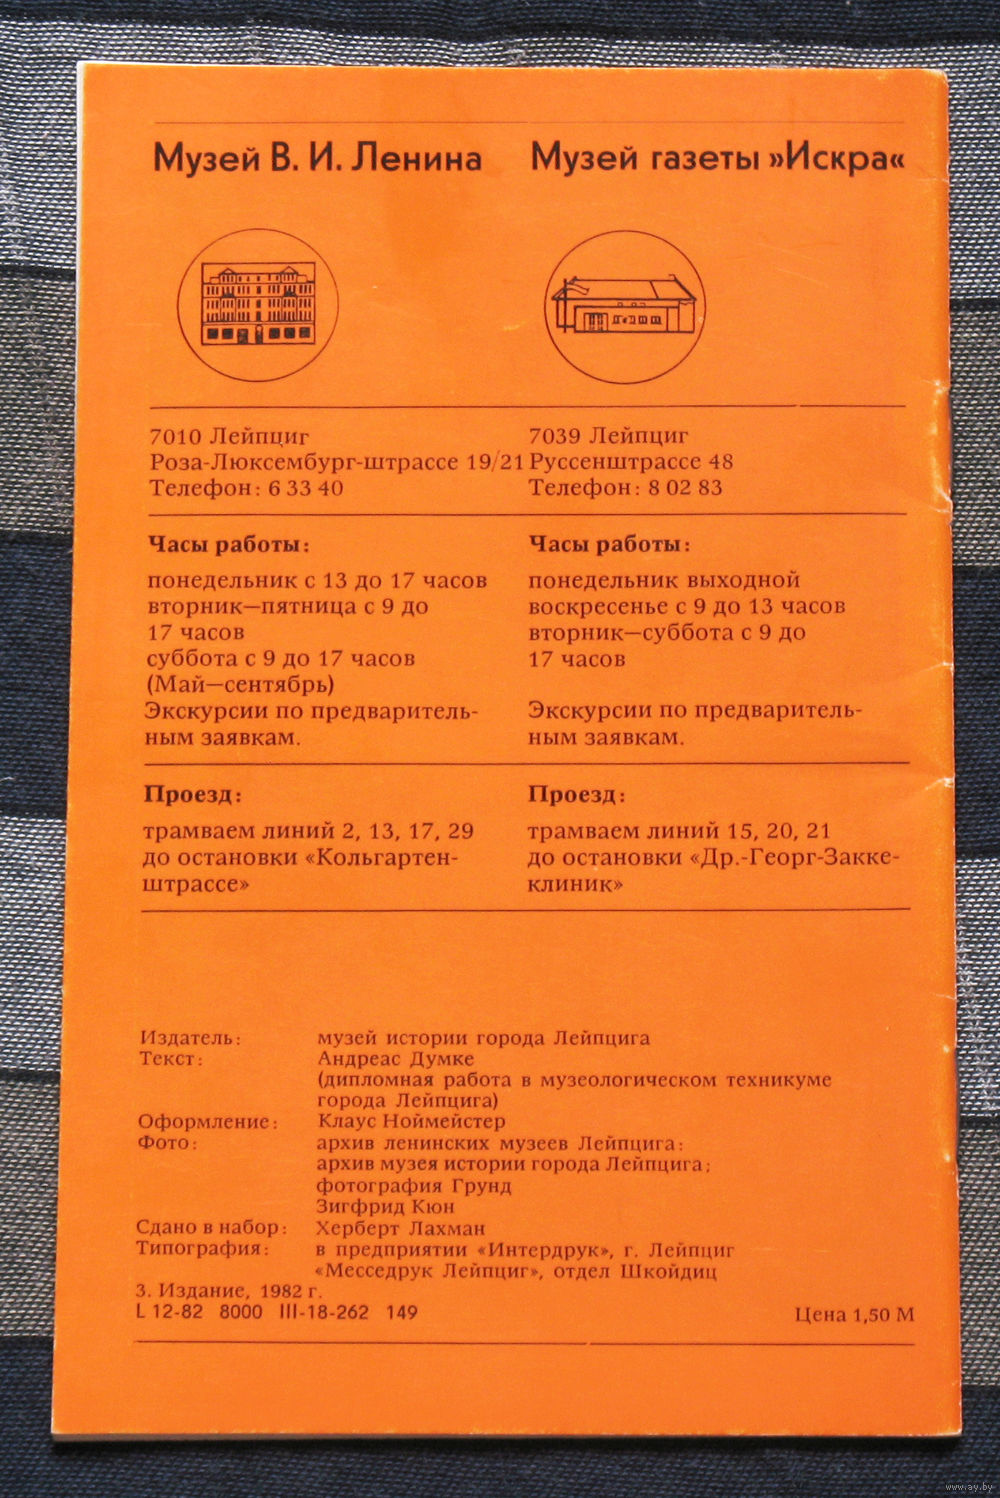 Музей В. И. Ленина
7010 Лейпциг
Роза-Люксембург-штрассе 19/21
Телефон: 6 33 40
Часы работы:
понедельник с 13 до 17 часов
вторник—пятница с 9 до
17 часов
суббота с 9 до 17 часов
(Май—сентябрь)
Экскурсии по предваритель-
ным заявкам.
Проезд:
трамваем линий 2, 13, 17, 29
до остановки «Кольгартен-
штрассе»
Музей газеты »Искра«
7039 Лейпциг
Руссенштрассе 48
Телефон: 8 02 83
Часы работы:
понедельник выходной
воскресенье с 9 до 13 часов
вторник—суббота с 9 до
17 часов
Экскурсии по предваритель-
ным заявкам.
Проезд:
трамваем линий 15, 20, 21
до остановки «Др.-Георг-Закке-
клиник»
Издатель: музей истории города Лейпцига
Текст: Андреас Думке
(дипломная работа в музеологическом техникуме
города Лейпцига)
Оформление: Клаус Ноймейстер
Фото: архив ленинских музеев Лейпцига:
архив музея истории города Лейпцига;
фотография Грунд
Зигфрид Кюн
Сдано в набор: Херберт Лахман
Типография: в предприятии «Интердрук», г. Лейпциг
«Месседрук Лейпциг», отдел Шкойдиц
3. Издание, 1982 г.
L 12-82 8000 III-18-262 149
Цена 1,50 М
www.ay.by